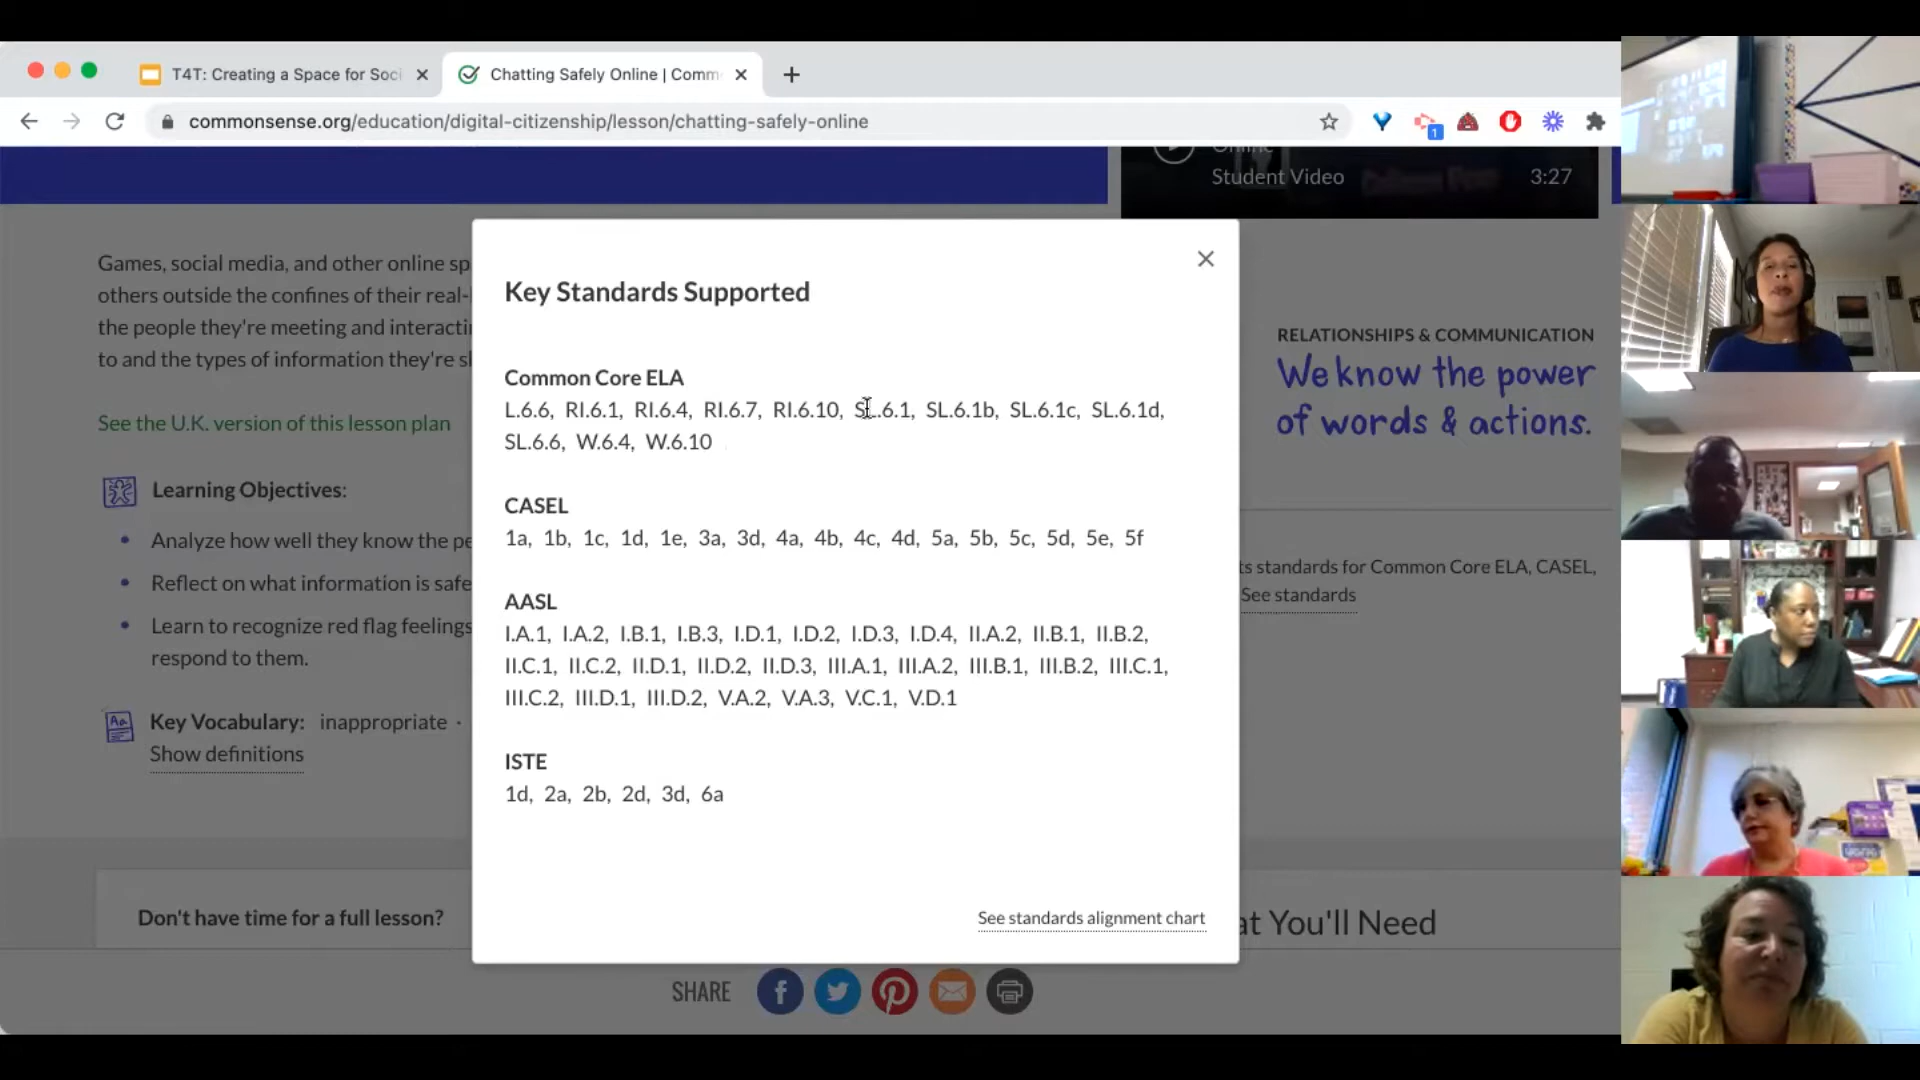 T4T: Creating a Space for Soci
Chatting Safely Online | Comm
commonsense.org/education/digital-citizenship/lesson/chatting-safely-online
1
Online
Student Video 3:27
Games, social media, and other online sp
others outside the confines of their real-l
the people they're meeting and interacti
to and the types of information they're sl
See the U.K. version of this lesson plan
Learning Objectives:
Analyze how well they know the pe
Reflect on what information is safe
Learn to recognize red flag feelings
respond to them.
Key Vocabulary: inappropriate ·
Show definitions
Key Standards Supported
Common Core ELA
L.6.6, RI.6.1, RI.6.4, RI.6.7, RI.6.10, SL.6.1, SL.6.1b, SL.6.1c, SL.6.1d,
SL.6.6, W.6.4, W.6.10
CASEL
1a, 1b, 1c, 1d, 1e, 3a, 3d, 4a, 4b, 4c, 4d, 5a, 5b, 5c, 5d, 5e, 5f
AASL
I.A.1, I.A.2, I.B.1, I.B.3, I.D.1, I.D.2, I.D.3, I.D.4, II.A.2, II.B.1, II.B.2,
II.C.1, II.C.2, II.D.1, II.D.2, II.D.3, III.A.1, III.A.2, III.B.1, III.B.2, III.C.1,
III.C.2, III.D.1, III.D.2, V.A.2, V.A.3, V.C.1, V.D.1
ISTE
1d, 2a, 2b, 2d, 3d, 6a
See standards alignment chart
RELATIONSHIPS & COMMUNICATION
We know the power
of words & actions.
ts standards for Common Core ELA, CASEL,
See standards
Don't have time for a full lesson?
at You'll Need
SHARE